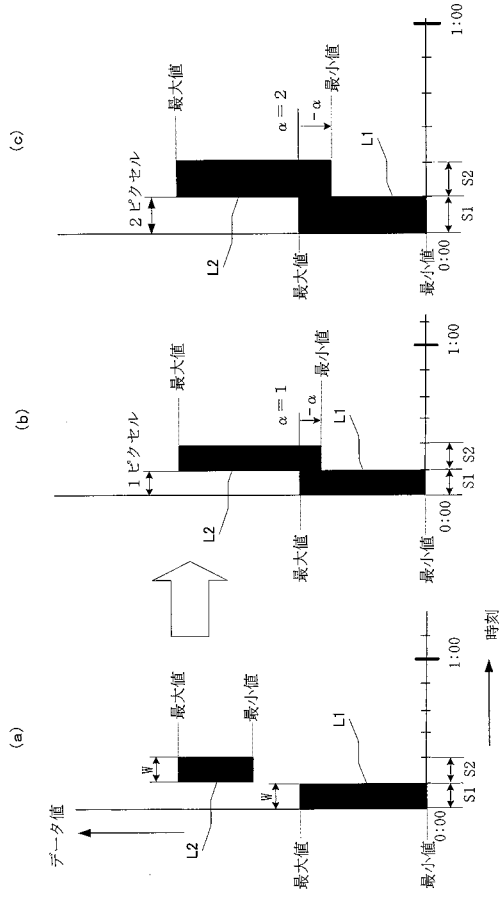 (a)
データ値
最大値
W
最小値
L2
W
最大値
L1
最小値
0:00
S1
S2
1:00
時刻
(b)
1ピクセル
最大値
L2
α=1
-α
最大値
最小値
L1
最小値
0:00
S1
S2
1:00
(c)
2ピクセル
最大値
L2
α=2
-α
最大値
最小値
L1
最小値
0:00
S1
S2
1:00